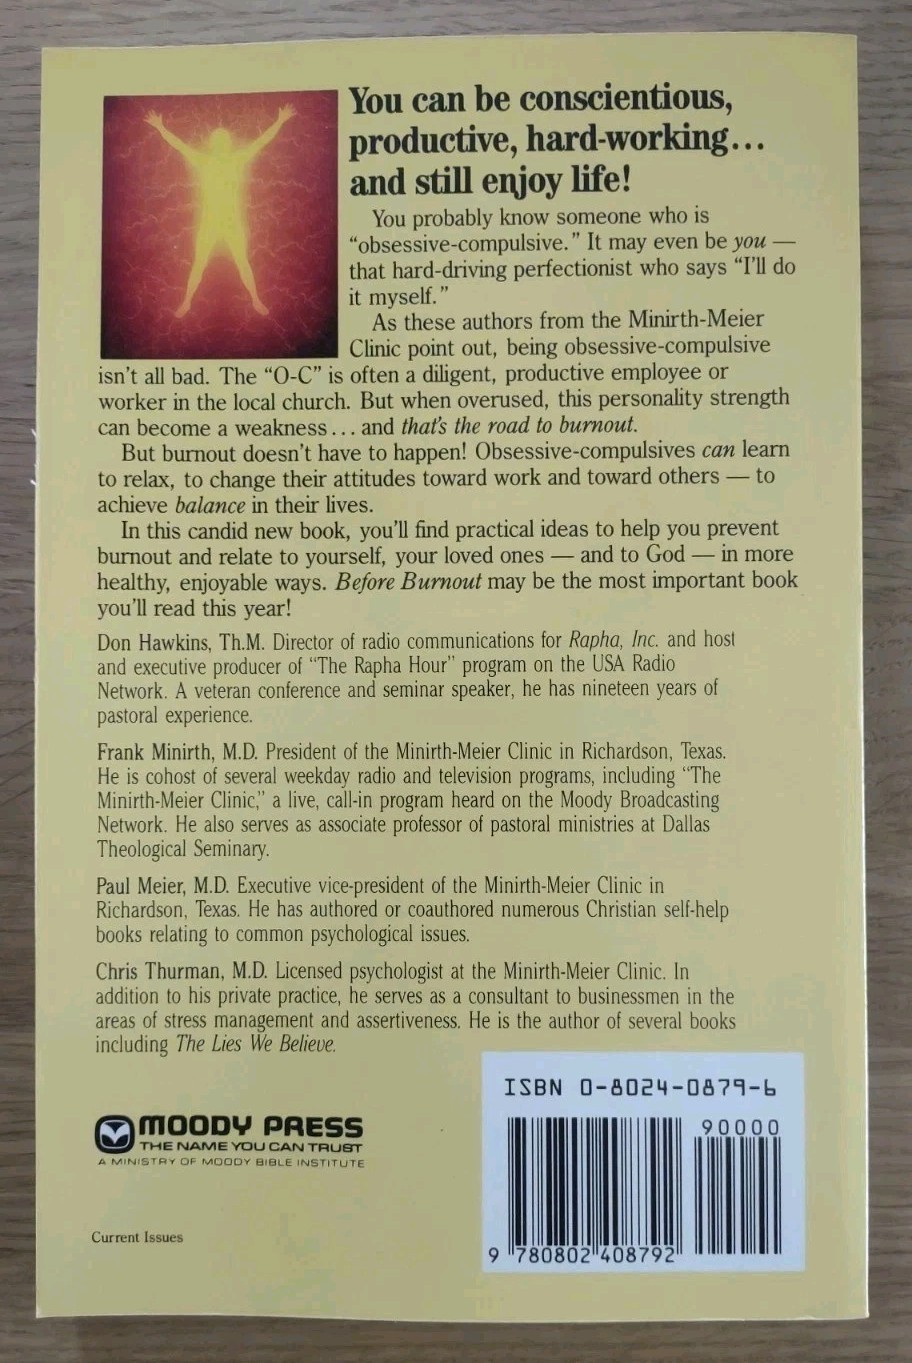 You can be conscientious,
productive, hard-working...
and still enjoy life!
You probably know someone who is
“obsessive-compulsive.” It may even be you —
that hard-driving perfectionist who says “I'll do
it myself.”
As these authors from the Minirth-Meier
Clinic point out, being obsessive-compulsive
isn't all bad. The “O-C” is often a diligent, productive employee or
worker in the local church. But when overused, this personality strength
can become a weakness... and that's the road to burnout.
But burnout doesn't have to happen! Obsessive-compulsives can learn
to relax, to change their attitudes toward work and toward others — to
achieve balance in their lives.
In this candid new book, you'll find practical ideas to help you prevent
burnout and relate to yourself, your loved ones — and to God — in more
healthy, enjoyable ways. Before Burnout may be the most important book
you'll read this year!
Don Hawkins, Th.M. Director of radio communications for Rapha, Inc. and host
and executive producer of “The Rapha Hour” program on the USA Radio
Network. A veteran conference and seminar speaker, he has nineteen years of
pastoral experience.
Frank Minirth, M.D. President of the Minirth-Meier Clinic in Richardson, Texas.
He is cohost of several weekday radio and television programs, including “The
Minirth-Meier Clinic,” a live, call-in program heard on the Moody Broadcasting
Network. He also serves as associate professor of pastoral ministries at Dallas
Theological Seminary.
Paul Meier, M.D. Executive vice-president of the Minirth-Meier Clinic in
Richardson, Texas. He has authored or coauthored numerous Christian self-help
books relating to common psychological issues.
Chris Thurman, M.D. Licensed psychologist at the Minirth-Meier Clinic. In
addition to his private practice, he serves as a consultant to businessmen in the
areas of stress management and assertiveness. He is the author of several books
including The Lies We Believe.
MOODY PRESS
THE NAME YOU CAN TRUST
A MINISTRY OF MOODY BIBLE INSTITUTE
Current Issues
ISBN 0-8024-0879-6
90000
9 780802 408792